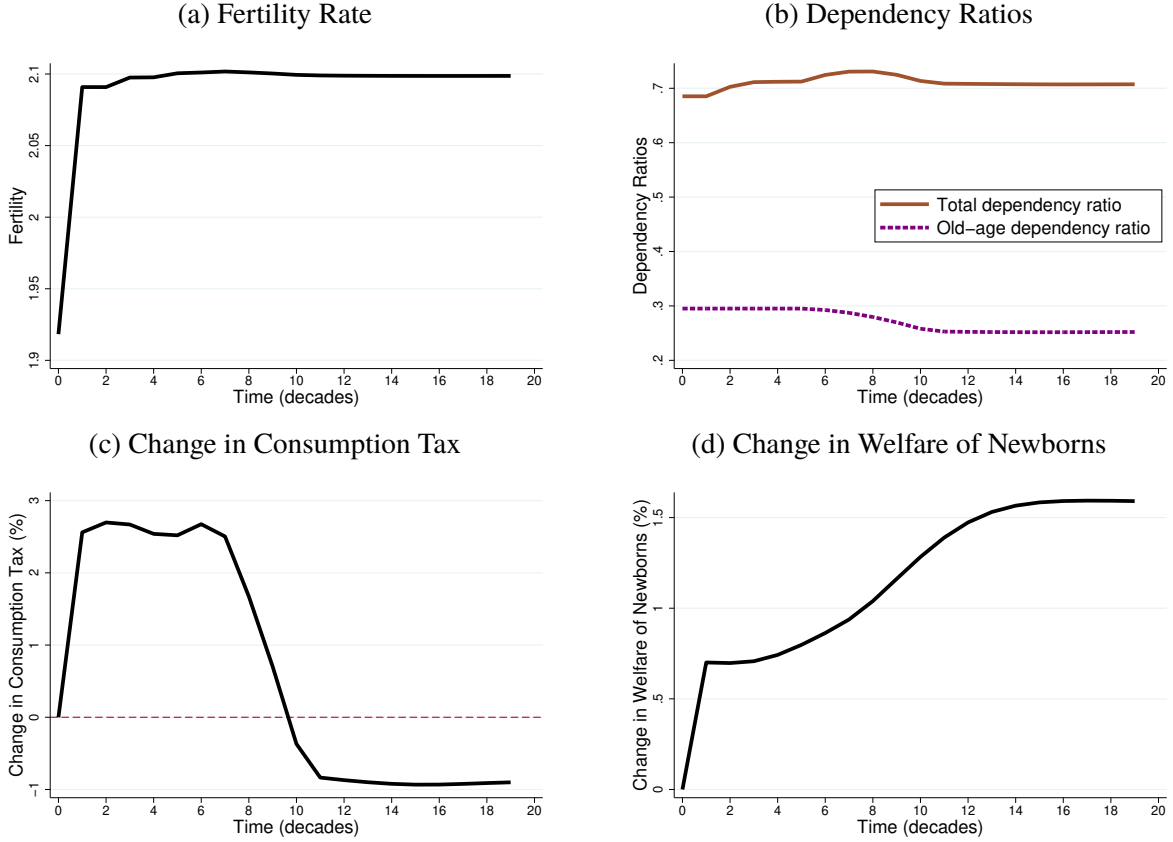 (a) Fertility Rate
2.1
2.05
2
1.95
1.9
Fertility
0 2 4 6 8 10 12 14 16 18 20
Time (decades)
(b) Dependency Ratios
.7
.6
.5
.4
.3
.2
Dependency Ratios
Total dependency ratio
Old-age dependency ratio
0 2 4 6 8 10 12 14 16 18 20
Time (decades)
(c) Change in Consumption Tax
3
2
1
0
-1
Change in Consumption Tax (%)
0 2 4 6 8 10 12 14 16 18 20
Time (decades)
(d) Change in Welfare of Newborns
1.5
1
.5
0
Change in Welfare of Newborns (%)
0 2 4 6 8 10 12 14 16 18 20
Time (decades)